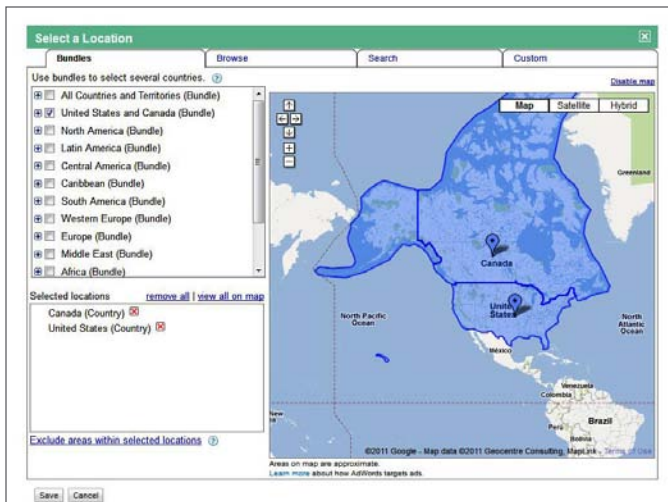 Select a Location
Bundles
Browse
Search
Custom
Use bundles to select several countries.
Disable map
All Countries and Territories (Bundle)
United States and Canada (Bundle)
North America (Bundle)
Latin America (Bundle)
Central America (Bundle)
Caribbean (Bundle)
South America (Bundle)
Western Europe (Bundle)
Europe (Bundle)
Middle East (Bundle)
Africa (Bundle)
Selected locations remove all | view all on map
Canada (Country)
United States (Country)
Exclude areas within selected locations
Map
Satellite
Hybrid
Greenland
Canada
United
States
North Pacific
Ocean
North
Atlantic
Ocean
México
Venezuela
Colombia
Brazil
Peru
Bolivia
New
©2011 Google - Map data ©2011 Geocentre Consulting, MapLink - Terms of Use
Areas on map are approximate.
Learn more about how AdWords targets ads.
Save Cancel